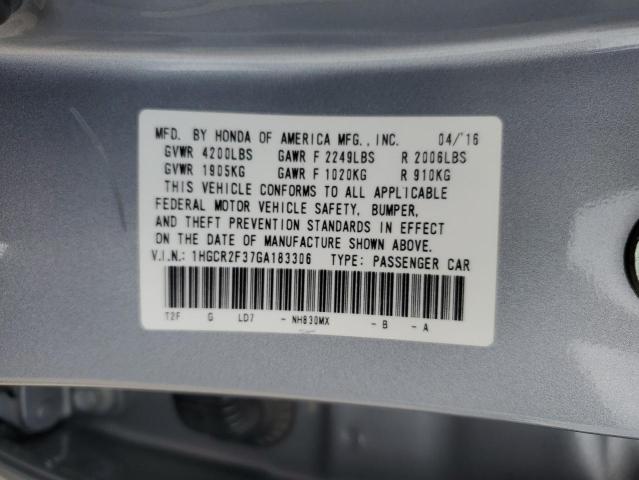 MFD. BY HONDA OF AMERICA MFG., INC. 04/'16
GVWR 4200LBS GAWR F 2249LBS R 2006LBS
GVWR 1905KG GAWR F 1020KG R 910KG
THIS VEHICLE CONFORMS TO ALL APPLICABLE
FEDERAL MOTOR VEHICLE SAFETY, BUMPER,
AND THEFT PREVENTION STANDARDS IN EFFECT
ON THE DATE OF MANUFACTURE SHOWN ABOVE.
V.I.N.: 1HGCR2F37GA183306 TYPE: PASSENGER CAR
T2F G LD7 - NH830MX - B - A